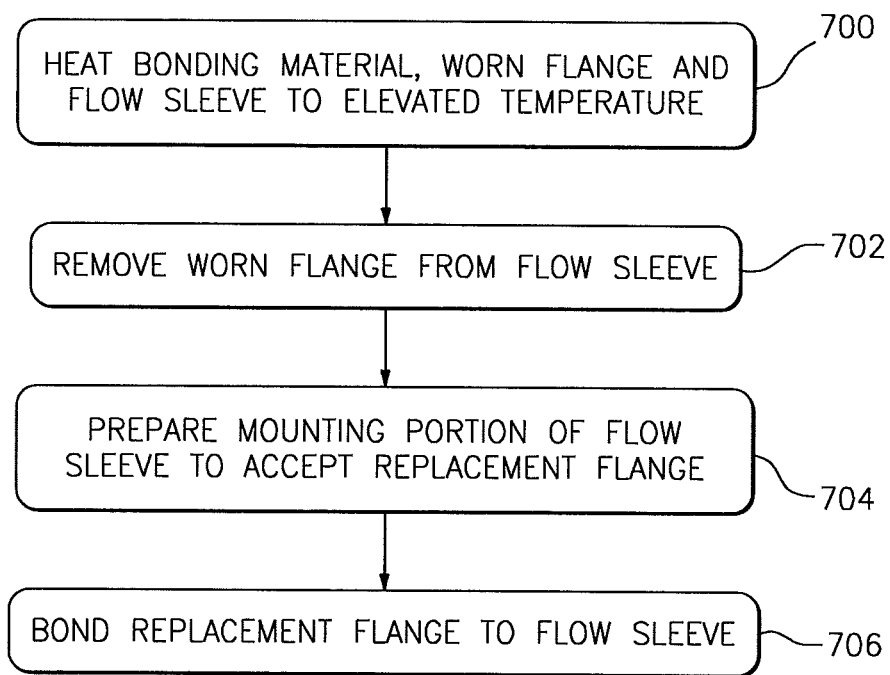 700
HEAT BONDING MATERIAL, WORN FLANGE AND
FLOW SLEEVE TO ELEVATED TEMPERATURE
REMOVE WORN FLANGE FROM FLOW SLEEVE
702
PREPARE MOUNTING PORTION OF FLOW
SLEEVE TO ACCEPT REPLACEMENT FLANGE
704
BOND REPLACEMENT FLANGE TO FLOW SLEEVE
706